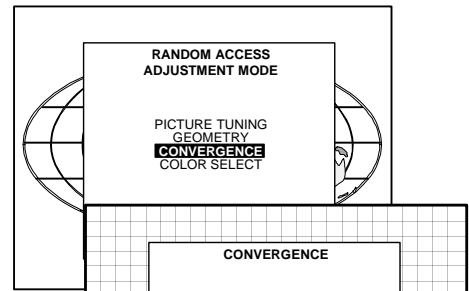 RANDOM ACCESS
ADJUSTMENT MODE
PICTURE TUNING
GEOMETRY
CONVERGENCE
COLOR SELECT
CONVERGENCE